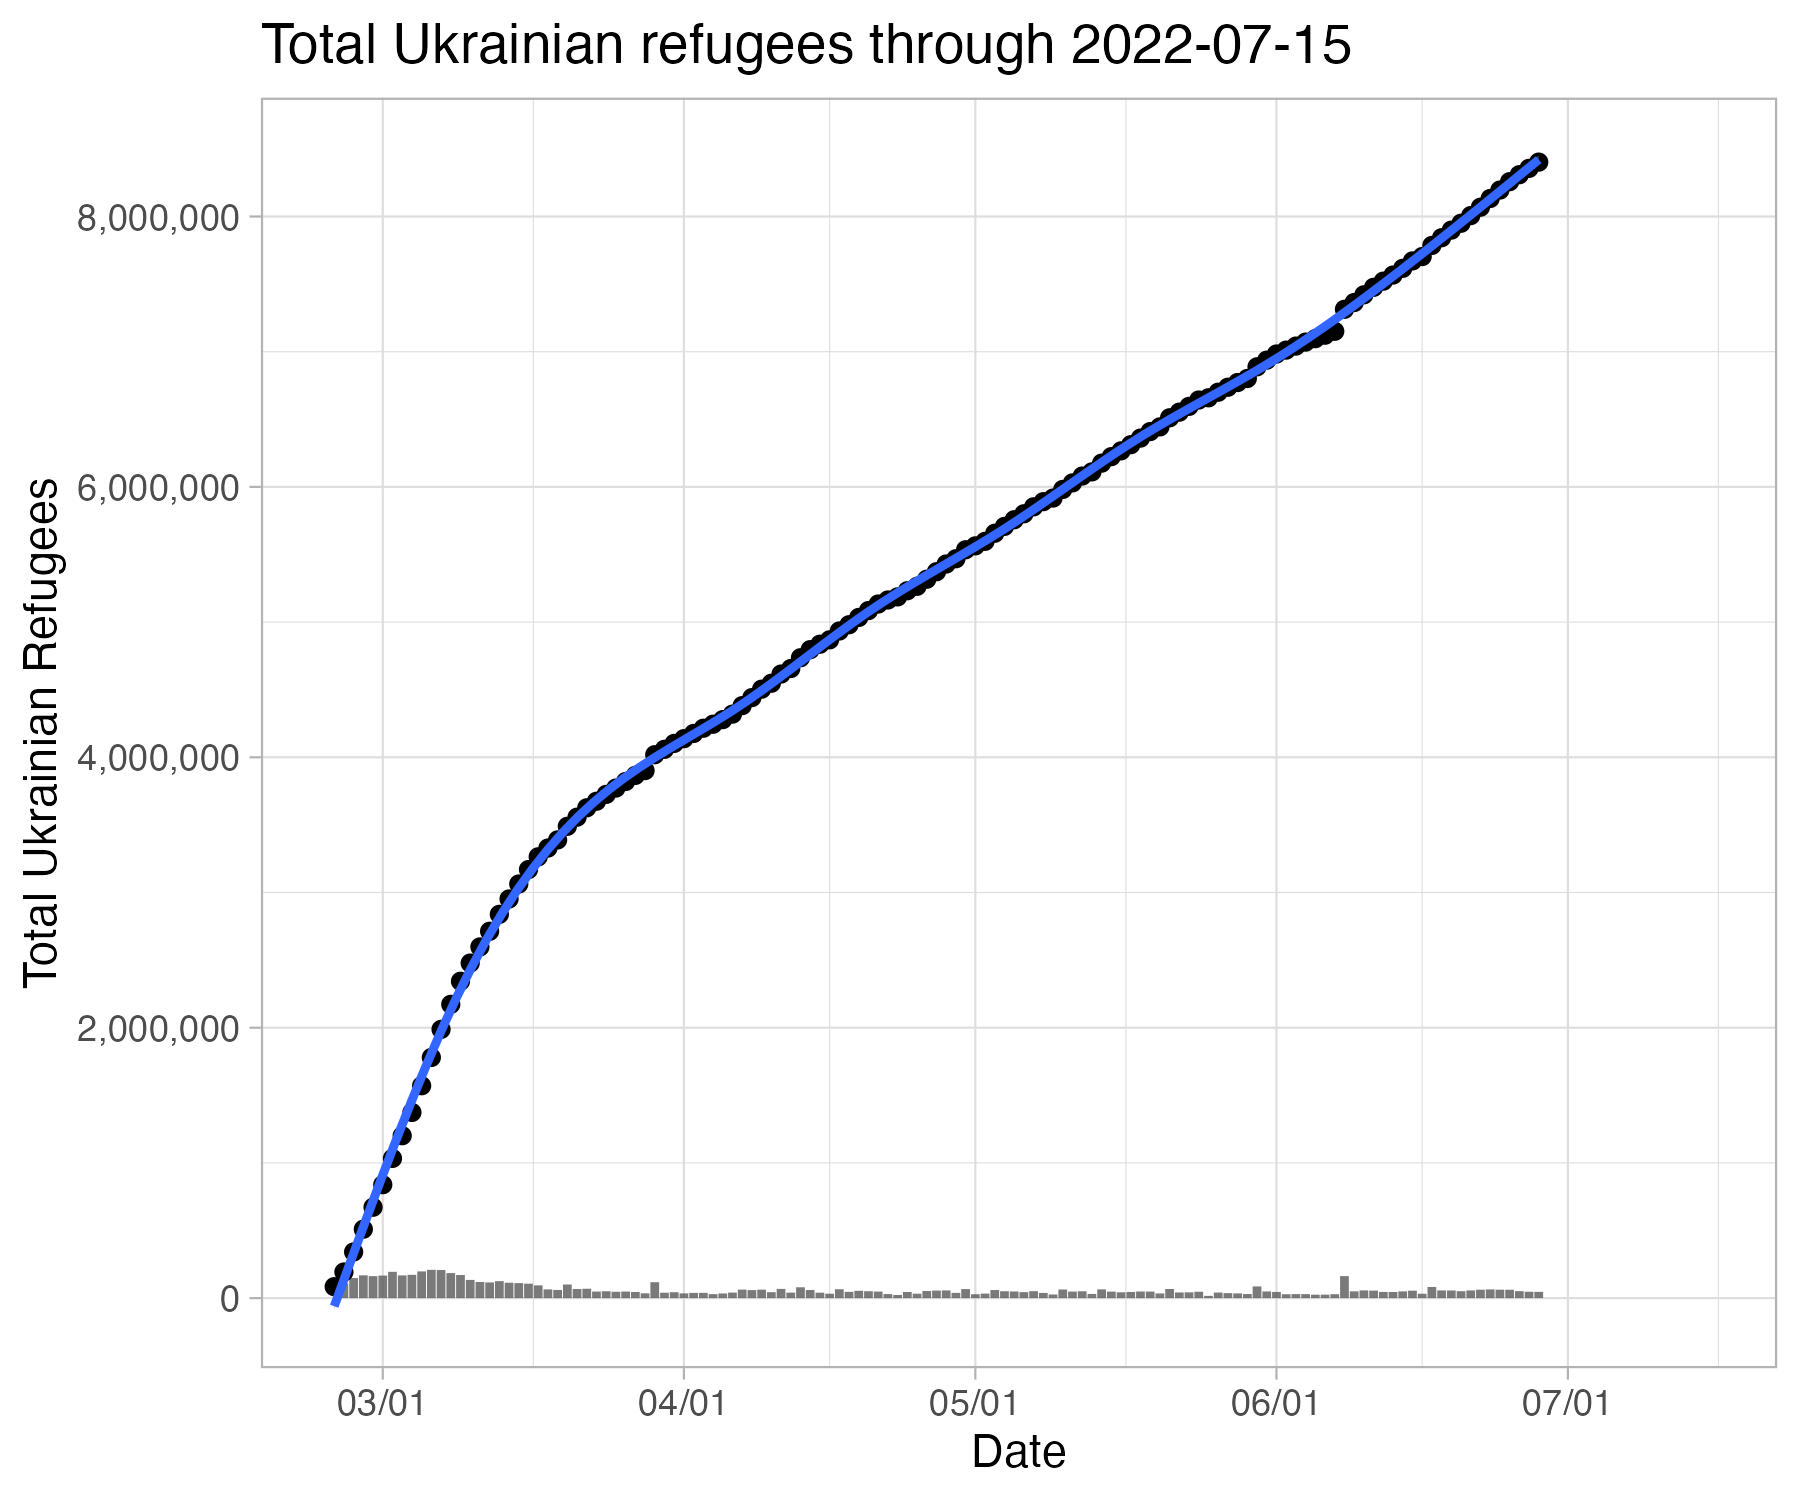 Total Ukrainian refugees through 2022-07-15
Total Ukrainian Refugees
8,000,000
6,000,000
4,000,000
2,000,000
0
03/01 04/01 05/01 06/01 07/01
Date